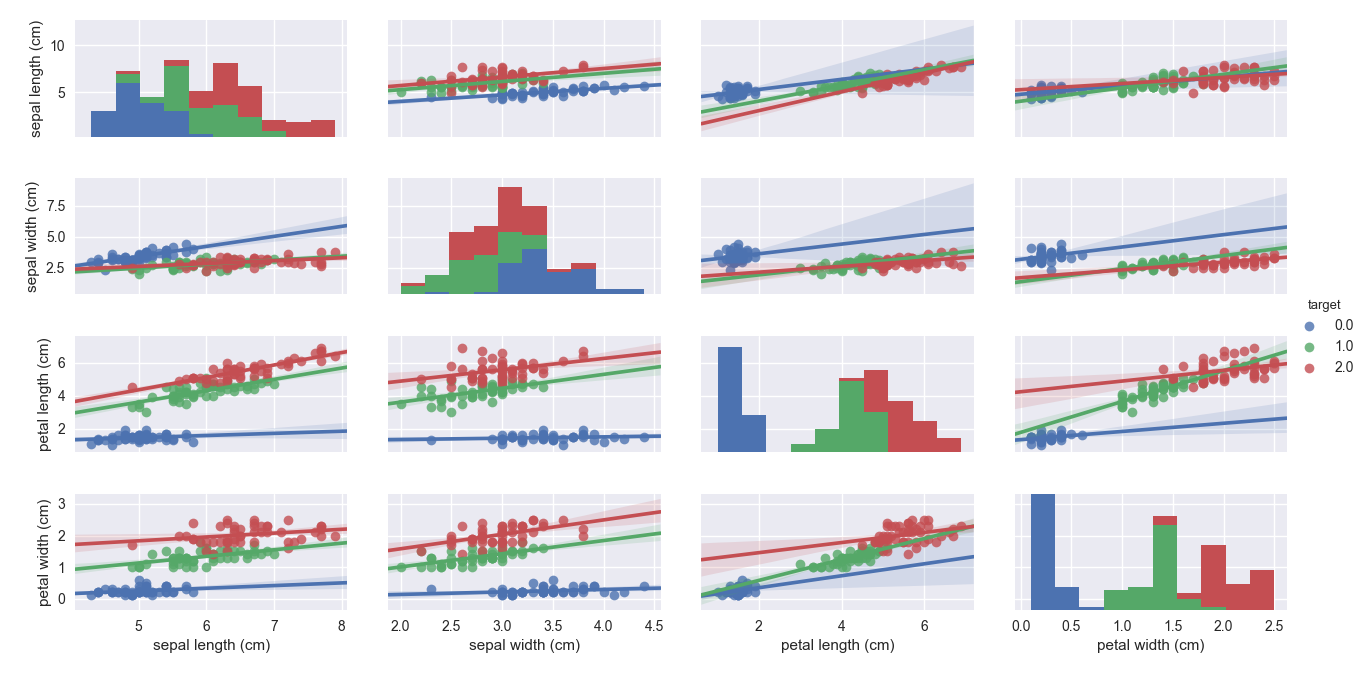 sepal length (cm)
10
5
sepal width (cm)
7.5
5.0
2.5
target
0.0
1.0
2.0
petal length (cm)
6
4
2
petal width (cm)
3
2
1
0
5 6 7 8
2.0 2.5 3.0 3.5 4.0 4.5
2 4 6
0.0 0.5 1.0 1.5 2.0 2.5
sepal length (cm)
sepal width (cm)
petal length (cm)
petal width (cm)